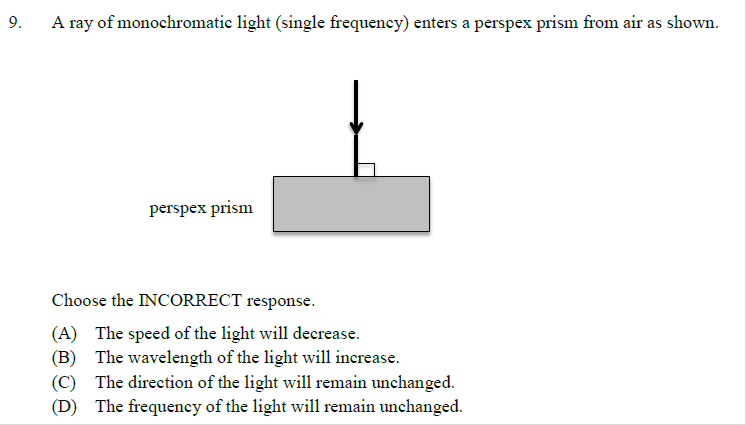 9. A ray of monochromatic light (single frequency) enters a perspex prism from air as shown.
perspex prism
Choose the INCORRECT response.
(A) The speed of the light will decrease.
(B) The wavelength of the light will increase.
(C) The direction of the light will remain unchanged.
(D) The frequency of the light will remain unchanged.